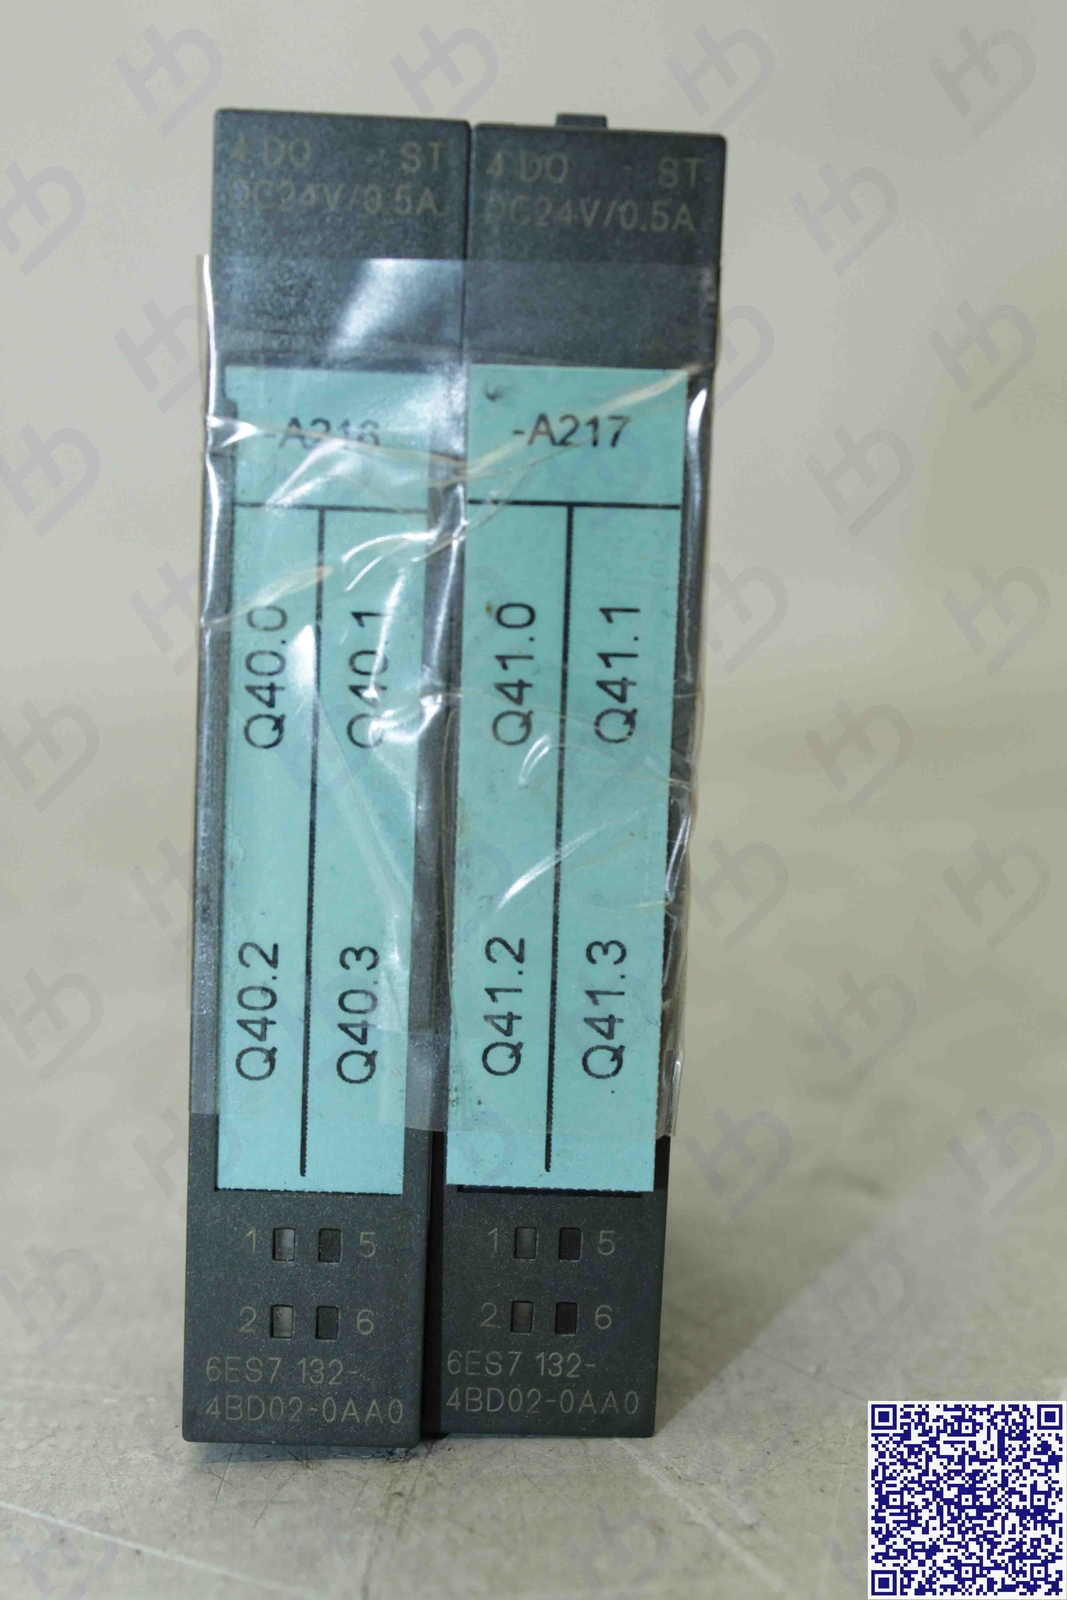 4 DO ST
DC24V/0.5A
-A216
Q40.0
Q40.1
Q40.2
Q40.3
1 5
2 6
6ES7 132-
4BD02-0AA0
4 DO ST
DC24V/0.5A
-A217
Q41.0
Q41.1
Q41.2
Q41.3
1 5
2 6
6ES7 132-
4BD02-0AA0